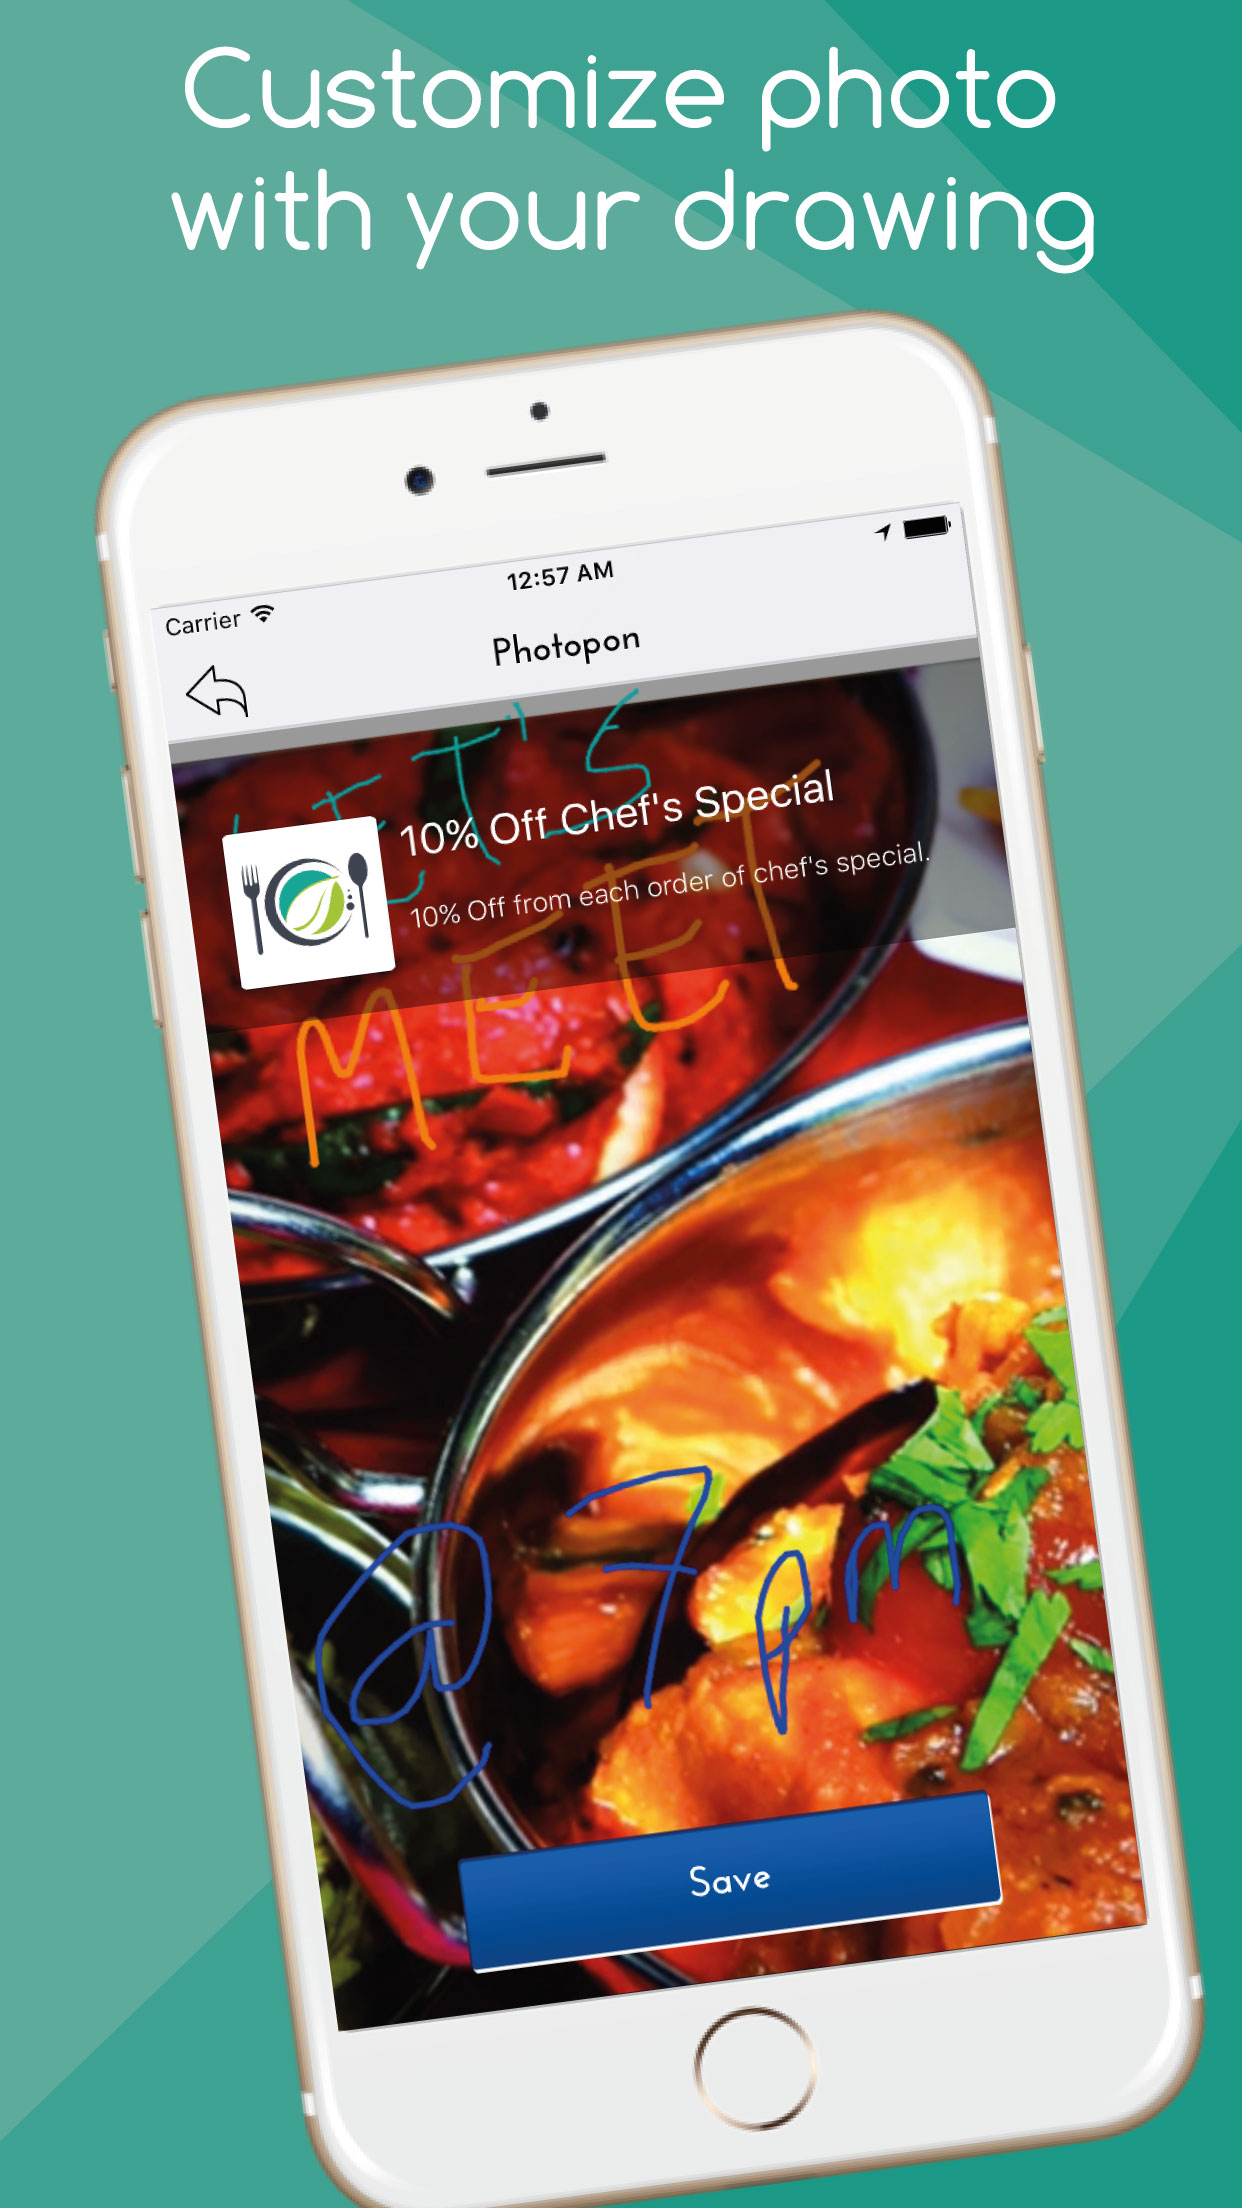 Customize photo
with your drawing
12:57 AM
Carrier
Photopon
LET'S
10% Off Chef's Special
10% Off from each order of chef's special.
MEET
@ 7pm
Save